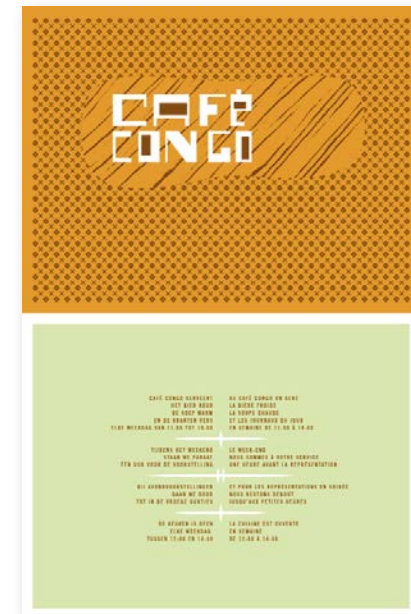 CAFÉ
CONGO
CAFÉ CONGO SERVEERT
HET BIER KOUD
DE SOEP WARM
EN DE KRANTEN VERS
ELKE WEEKDAG VAN 11.00 TOT 18.00
AU CAFÉ CONGO ON SERT
LA BIÈRE FROIDE
LA SOUPE CHAUDE
ET LES JOURNAUX DU JOUR
EN SEMAINE DE 11.00 À 18.00
TIJDENS HET WEEKEND
STAAN WE PARAAT
ÉÉN UUR VOOR DE VOORSTELLING
LE WEEK-END
NOUS SOMMES À VOTRE SERVICE
UNE HEURE AVANT LA REPRÉSENTATION
BIJ AVONDVOORSTELLINGEN
GAAN WE DOOR
TOT IN DE VROEGE UURTJES
ET POUR LES REPRÉSENTATIONS EN SOIRÉE
NOUS RESTONS DEBOUT
JUSQU'AUX PETITES HEURES
DE KEUKEN IS OPEN
ELKE WEEKDAG
TUSSEN 12:00 EN 14:30
LA CUISINE EST OUVERTE
EN SEMAINE
DE 12:00 À 14:30